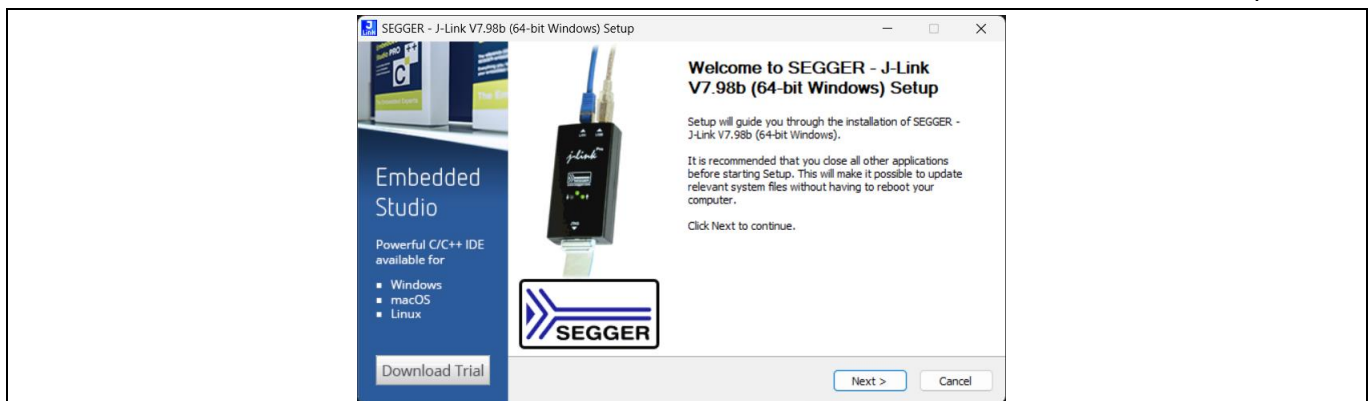 SEGGER - J-Link V7.98b (64-bit Windows) Setup
Welcome to SEGGER - J-Link
V7.98b (64-bit Windows) Setup
Setup will guide you through the installation of SEGGER -
J-Link V7.98b (64-bit Windows).
It is recommended that you close all other applications
before starting Setup. This will make it possible to update
relevant system files without having to reboot your
computer.
Click Next to continue.
Embedded
Studio
Powerful C/C++ IDE
available for
Windows
macOS
Linux
Download Trial
J-Link
SEGGER
Next >
Cancel